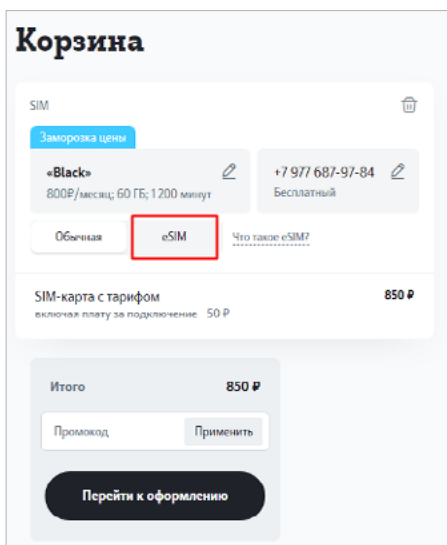 Корзина
SIM
Заморозка цены
«Black»
800₽/месяц; 60 ГБ; 1200 минут
+7 977 687-97-84
Бесплатный
Обычная
eSIM
Что такое eSIM?
SIM-карта с тарифом
850 ₽
включая плату за подключение 50 ₽
Итого
850 ₽
Промокод
Применить
Перейти к оформлению